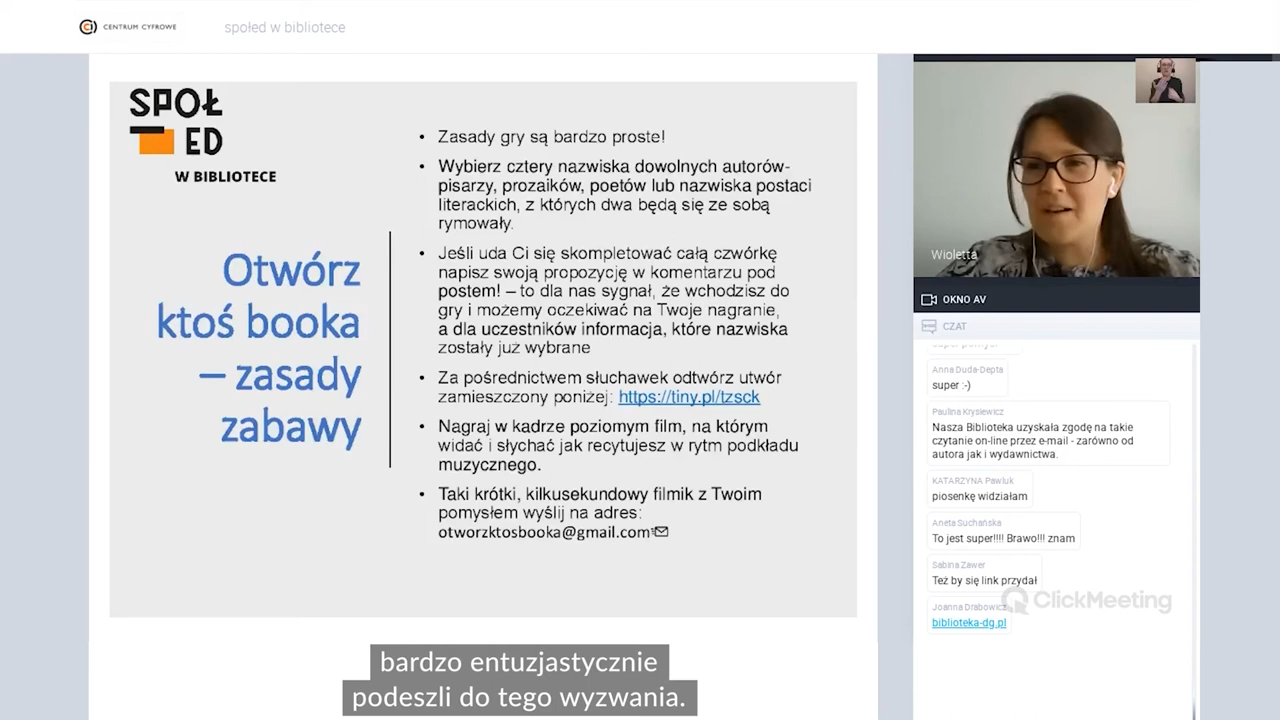 CENTRUM CYFROWE
społed w bibliotece
SPOŁ
ED
W BIBLIOTECE
Otwórz
ktoś booka
– zasady
zabawy
• Zasady gry są bardzo proste!
• Wybierz cztery nazwiska dowolnych autorów-
pisarzy, prozaików, poetów lub nazwiska postaci
literackich, z których dwa będą się ze sobą
rymowały.
• Jeśli uda Ci się skompletować całą czwórkę
napisz swoją propozycję w komentarzu pod
postem! – to dla nas sygnał, że wchodzisz do
gry i możemy oczekiwać na Twoje nagranie,
a dla uczestników informacja, które nazwiska
zostały już wybrane
• Za pośrednictwem słuchawek odtwórz utwór
zamieszczony poniżej: https://tiny.pl/tzsck
• Nagraj w kadrze poziomym film, na którym
widać i słychać jak recytujesz w rytm podkładu
muzycznego.
• Taki krótki, kilkusekundowy filmik z Twoim
pomysłem wyślij na adres:
otworzktosbooka@gmail.com
bardzo entuzjastycznie
podeszli do tego wyzwania.
Wioletta
OKNO AV
CZAT
Anna Duda-Depta
super :-)
Paulina Krysiewicz
Nasza Biblioteka uzyskała zgodę na takie
czytanie on-line przez e-mail - zarówno od
autora jak i wydawnictwa.
KATARZYNA Pawluk
piosenkę widziałam
Aneta Suchańska
To jest super!!!! Brawo!!! znam
Sabina Zawer
Też by się link przydał
Joanna Drabowicz
biblioteka-dg.pl
ClickMeeting